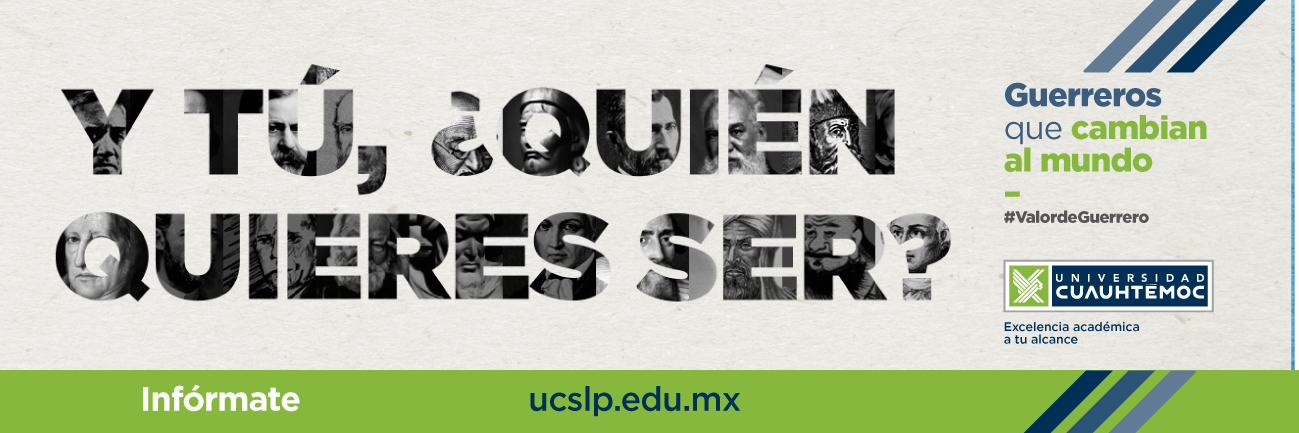 Y TÚ, ¿QUIÉN
QUIERES SER?
Guerreros
que cambian
al mundo
–
#ValordeGuerrero
UNIVERSIDAD
CUAUHTÉMOC
Excelencia académica
a tu alcance
Infórmate
ucslp.edu.mx